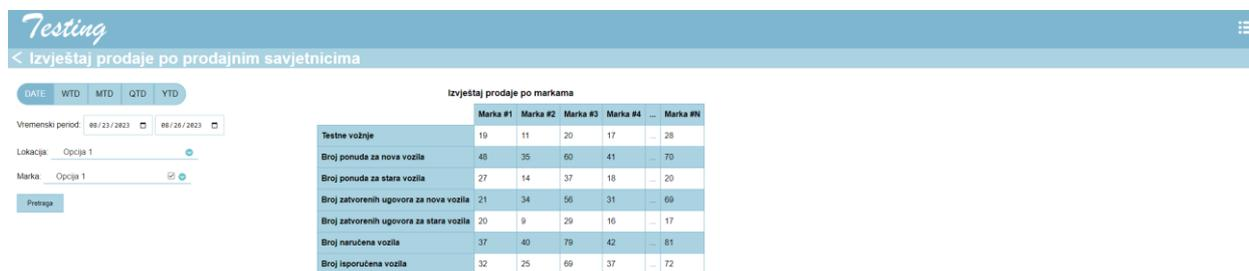 Testing
< Izvještaj prodaje po prodajnim savjetnicima
DATE WTD MTD QTD YTD
Vremenski period: 08/23/2023 08/26/2023
Lokacija: Opcija 1
Marka: Opcija 1
Pretraga
Izvještaj prodaje po markama
Marka #1 Marka #2 Marka #3 Marka #4 ... Marka #N
Testne vožnje 19 11 20 17 ... 28
Broj ponuda za nova vozila 48 35 60 41 ... 70
Broj ponuda za stara vozila 27 14 37 18 ... 20
Broj zatvorenih ugovora za nova vozila 21 34 56 31 ... 69
Broj zatvorenih ugovora za stara vozila 20 9 29 16 ... 17
Broj naručena vozila 37 40 79 42 ... 81
Broj isporučena vozila 32 25 69 37 ... 72